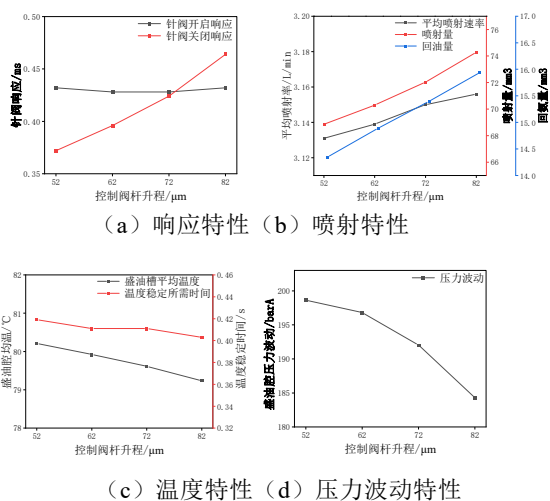 0.50
0.45
0.40
0.35
针阀响应/ms
针阀开启响应
针阀关闭响应
52 62 72 82
控制阀杆升程/μm
3.20
3.16
3.14
3.12
平均喷射率/L/min
平均喷射速率
喷射量
回油量
76
74
72
70
68
66
喷射量/mm3
17.0
16.5
16.0
15.5
15.0
14.5
14.0
回氨量/mm3
52 62 72 82
控制阀杆升程/μm
（a）响应特性（b）喷射特性
82
81
79
78
盛油腔均温/℃
盛油槽平均温度
温度稳定所需时间
0.46
0.44
0.42
0.40
0.38
0.36
0.34
0.32
温度稳定时间/s
52 62 72 82
控制阀杆升程/μm
200
195
190
185
180
盛油腔压力波动/barA
压力波动
52 62 72 82
控制阀杆升程/μm
（c）温度特性（d）压力波动特性